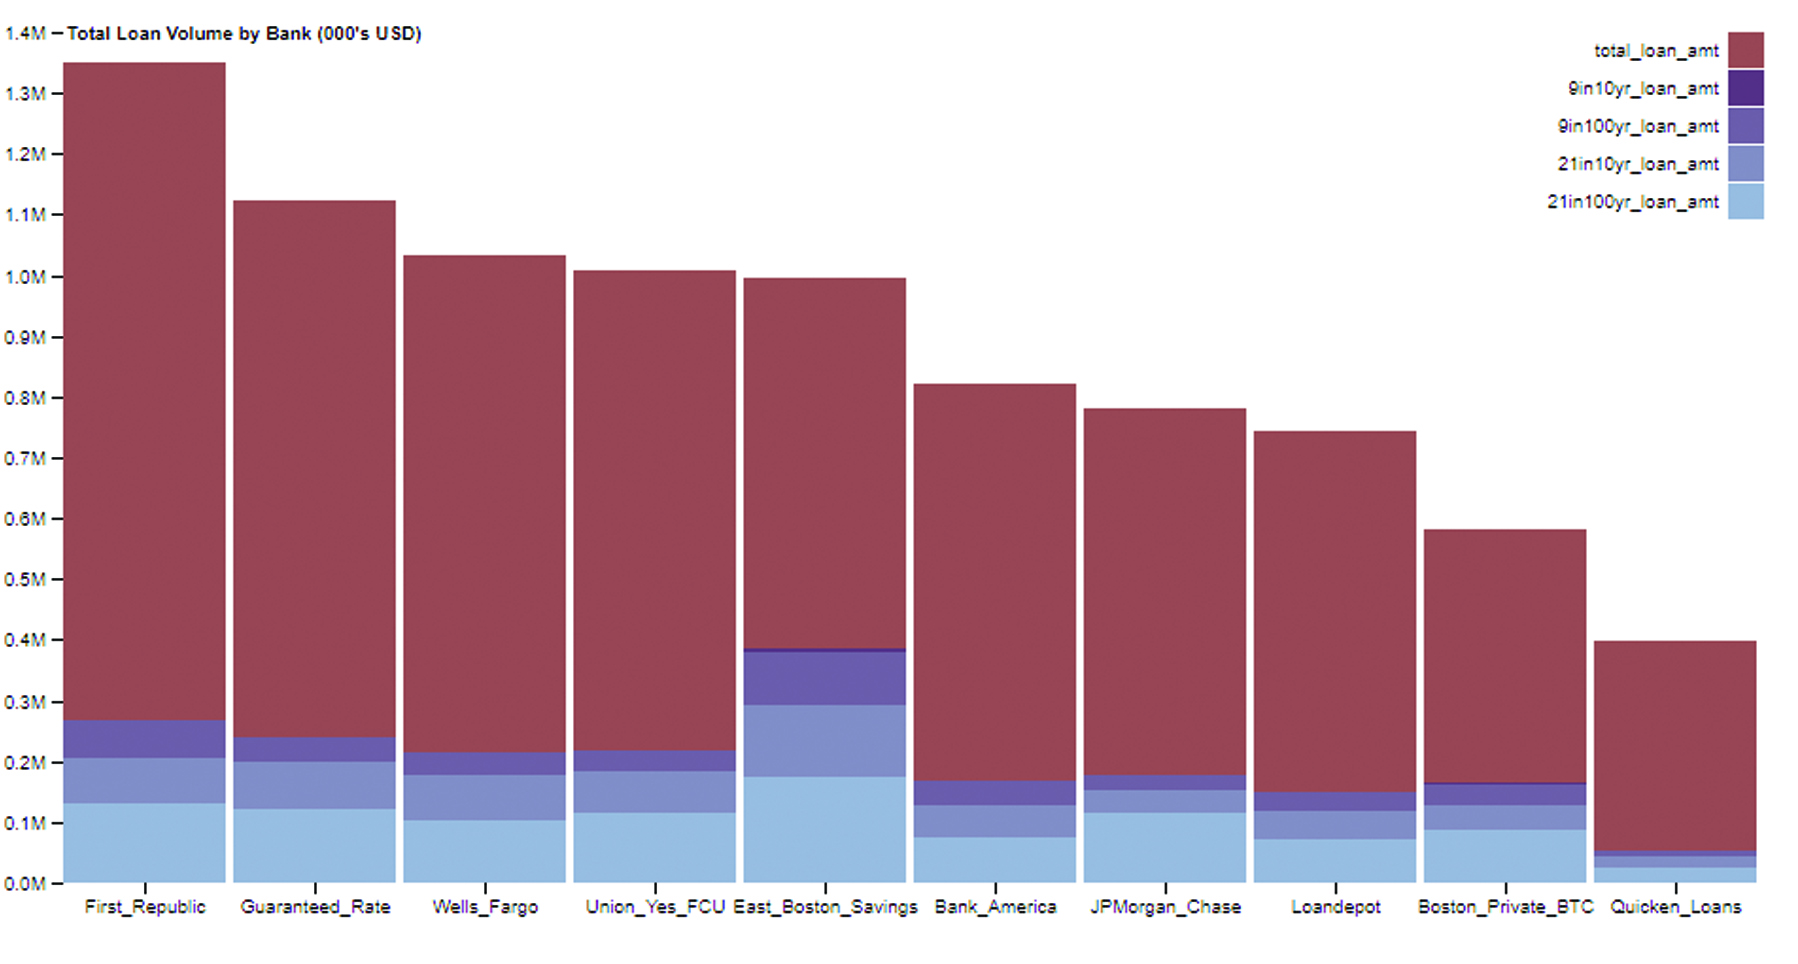 Total Loan Volume by Bank (000's USD)
1.4M
1.3M
1.2M
1.1M
1.0M
0.9M
0.8M
0.7M
0.6M
0.5M
0.4M
0.3M
0.2M
0.1M
0.0M
total_loan_amt
9in10yr_loan_amt
9in100yr_loan_amt
21in10yr_loan_amt
21in100yr_loan_amt
First_Republic
Guaranteed_Rate
Wells_Fargo
Union_Yes_FCU
East_Boston_Savings
Bank_America
JPMorgan_Chase
Loandepot
Boston_Private_BTC
Quicken_Loans